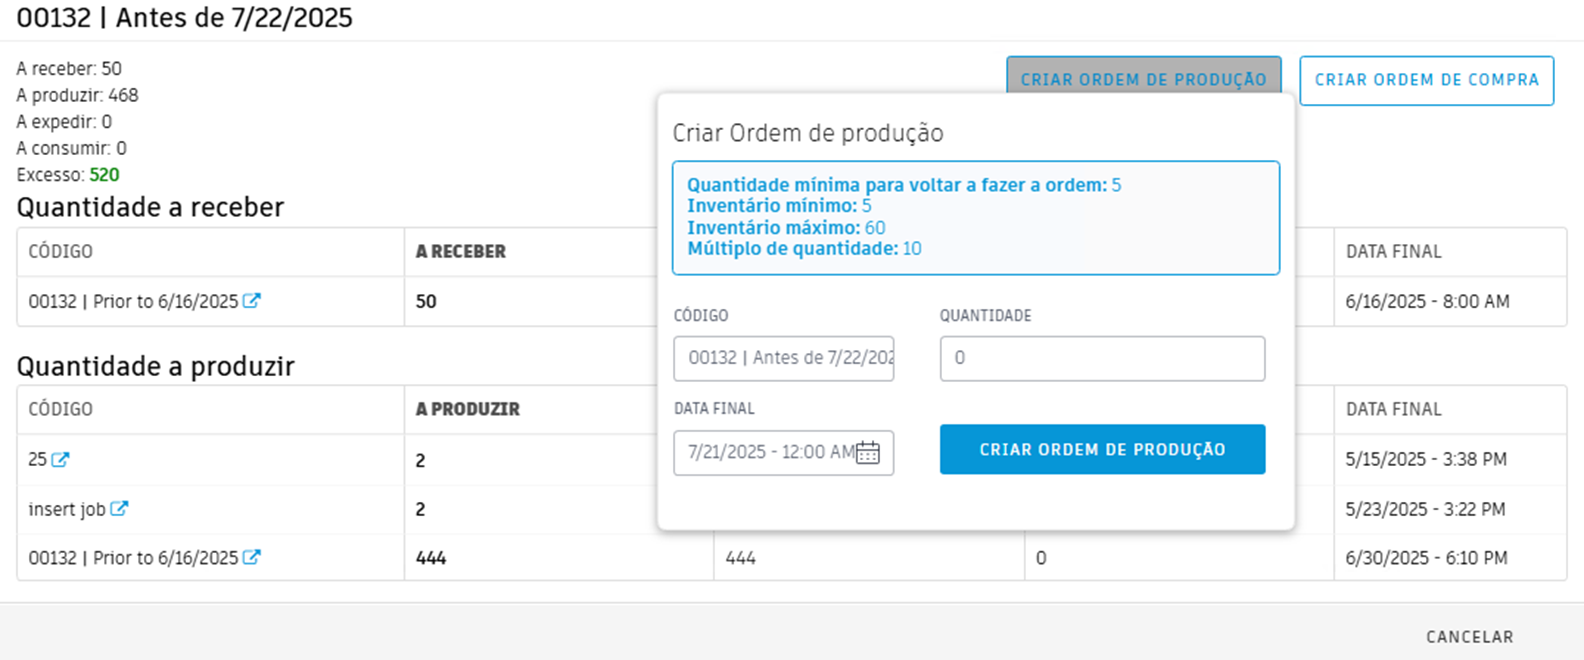 00132 | Antes de 7/22/2025
A receber: 50
A produzir: 468
A expedir: 0
A consumir: 0
Excesso: 520
CRIAR ORDEM DE PRODUÇÃO
CRIAR ORDEM DE COMPRA
Quantidade a receber
CÓDIGO A RECEBER DATA FINAL
00132 | Prior to 6/16/2025 50 6/16/2025 - 8:00 AM
Quantidade a produzir
CÓDIGO A PRODUZIR DATA FINAL
25 2 5/15/2025 - 3:38 PM
insert job 2 5/23/2025 - 3:22 PM
00132 | Prior to 6/16/2025 444 444 0 6/30/2025 - 6:10 PM
Criar Ordem de produção
Quantidade mínima para voltar a fazer a ordem: 5
Inventário mínimo: 5
Inventário máximo: 60
Múltiplo de quantidade: 10
CÓDIGO QUANTIDADE
00132 | Antes de 7/22/202 0
DATA FINAL
7/21/2025 - 12:00 AM CRIAR ORDEM DE PRODUÇÃO
CANCELAR